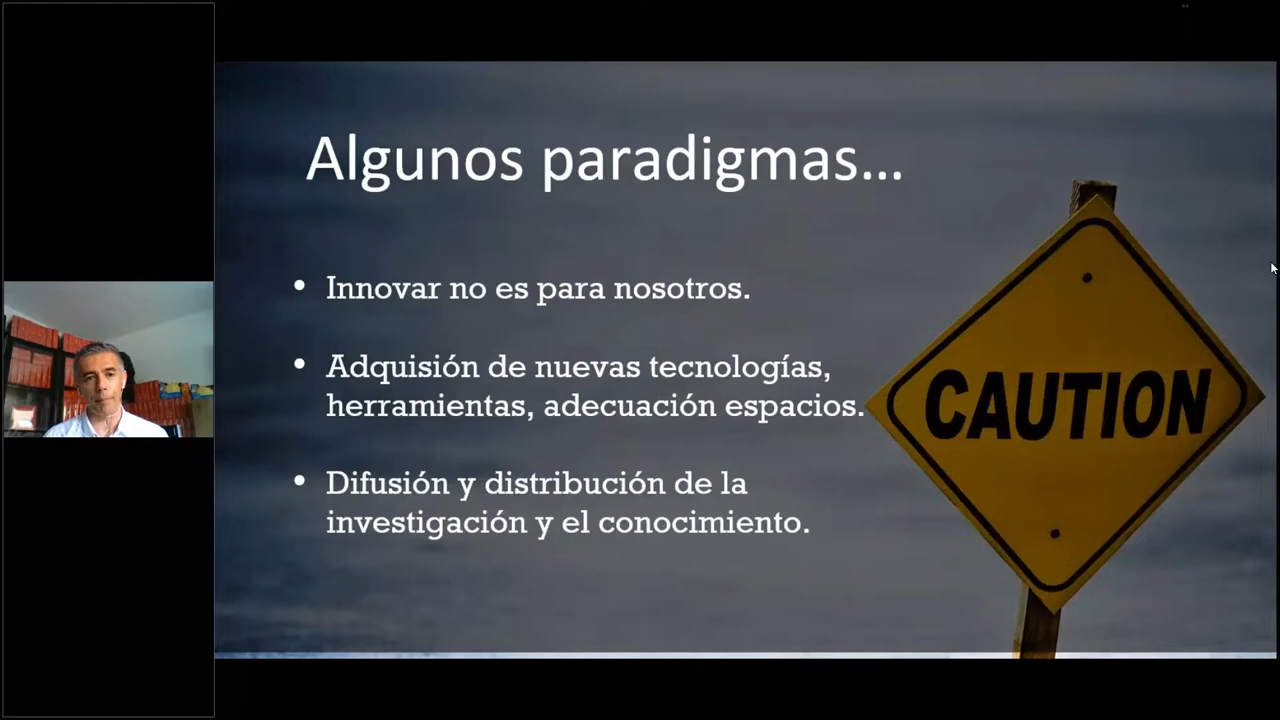 Algunos paradigmas...
• Innovar no es para nosotros.
• Adquisión de nuevas tecnologías,
herramientas, adecuación espacios.
• Difusión y distribución de la
investigación y el conocimiento.
CAUTION